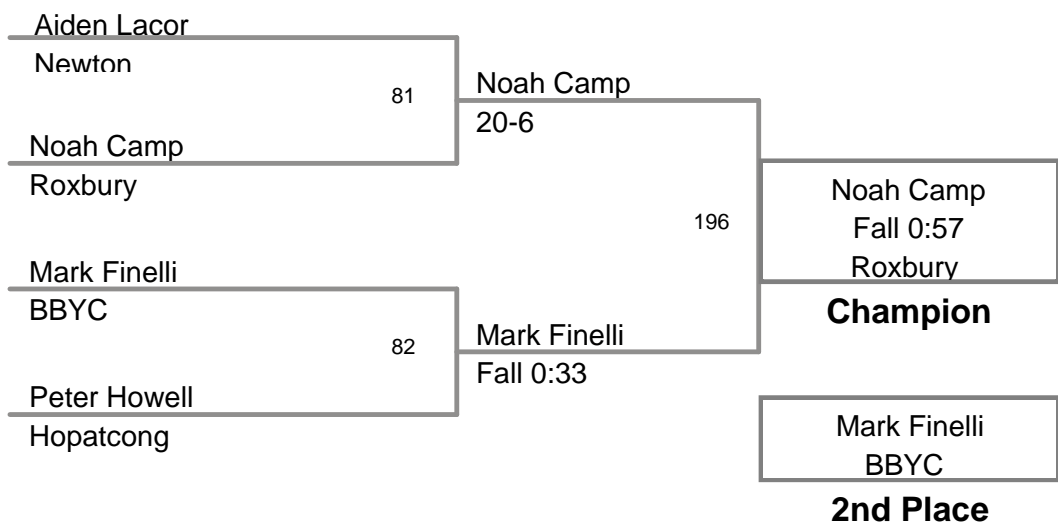 Aiden Lacor
Newton
81
Noah Camp
20-6
Noah Camp
Roxbury
196
Noah Camp
Fall 0:57
Roxbury
Champion
Mark Finelli
BBYC
82
Mark Finelli
Fall 0:33
Peter Howell
Hopatcong
Mark Finelli
BBYC
2nd Place